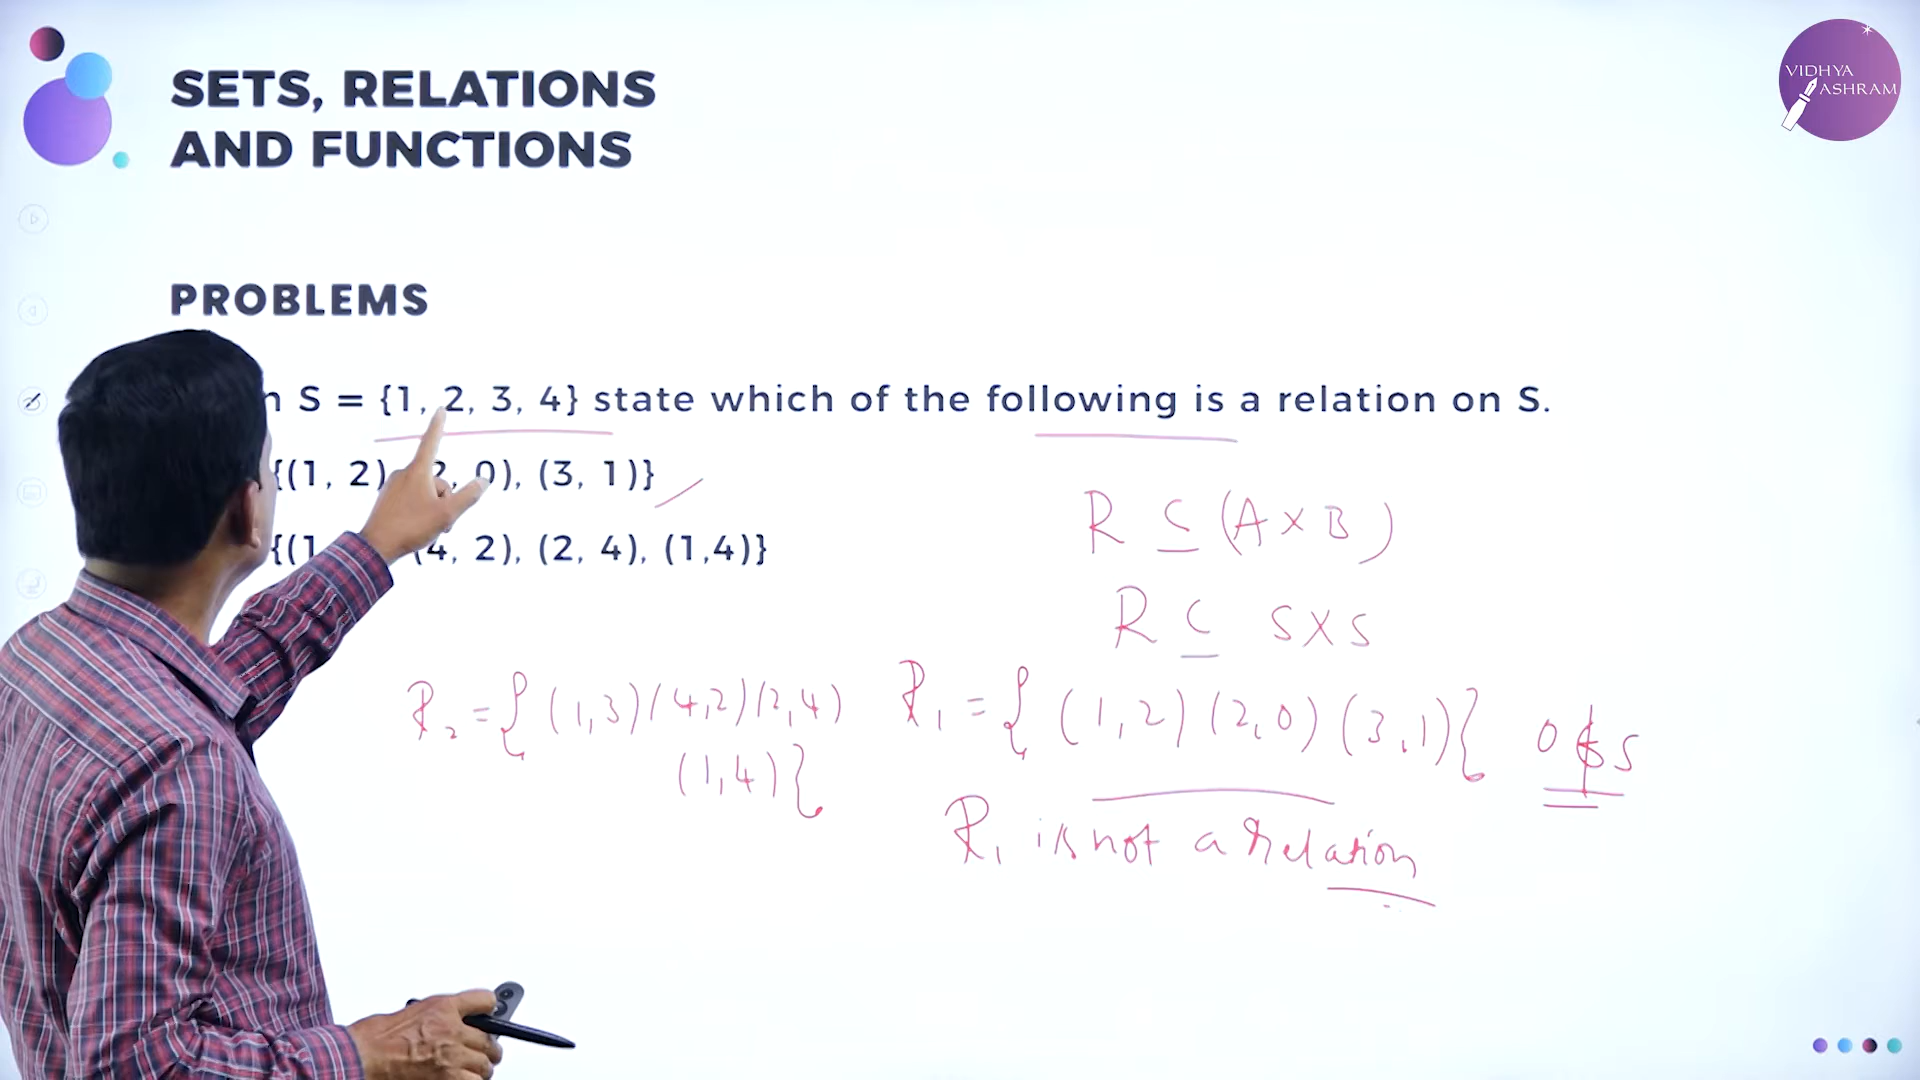 SETS, RELATIONS
AND FUNCTIONS
VIDHYA
ASHRAM
PROBLEMS
S = {1, 2, 3, 4} state which of the following is a relation on S.
{(1, 2) 0), (3, 1)}
{(1 4, 2), (2, 4), (1,4)}
R ⊆ (A × B)
R ⊆ S×S
R₂ = { (1,3) (4,2) (2,4)
(1,4) }
R₁ = { (1,2) (2,0) (3,1) } 0 ∉ S
R₁ is not a relation